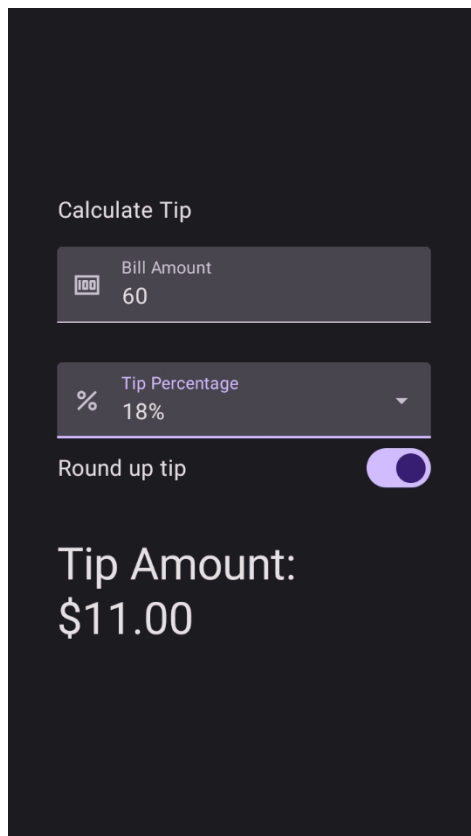 Calculate Tip
Bill Amount
60
Tip Percentage
18%
Round up tip
Tip Amount:
$11.00